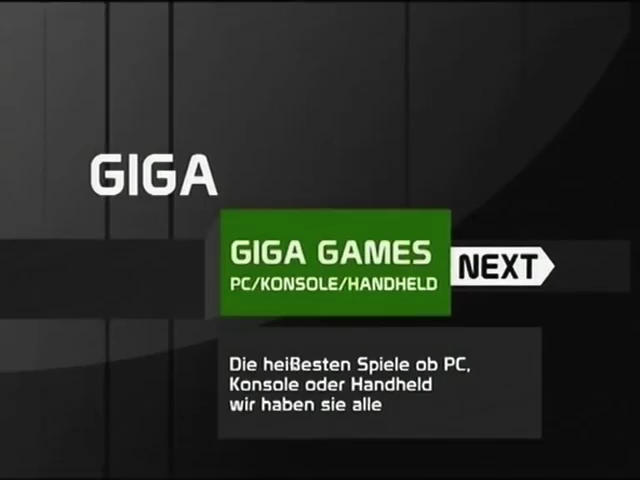 GIGA
GIGA GAMES
PC/KONSOLE/HANDHELD
NEXT
Die heißesten Spiele ob PC,
Konsole oder Handheld
wir haben sie alle